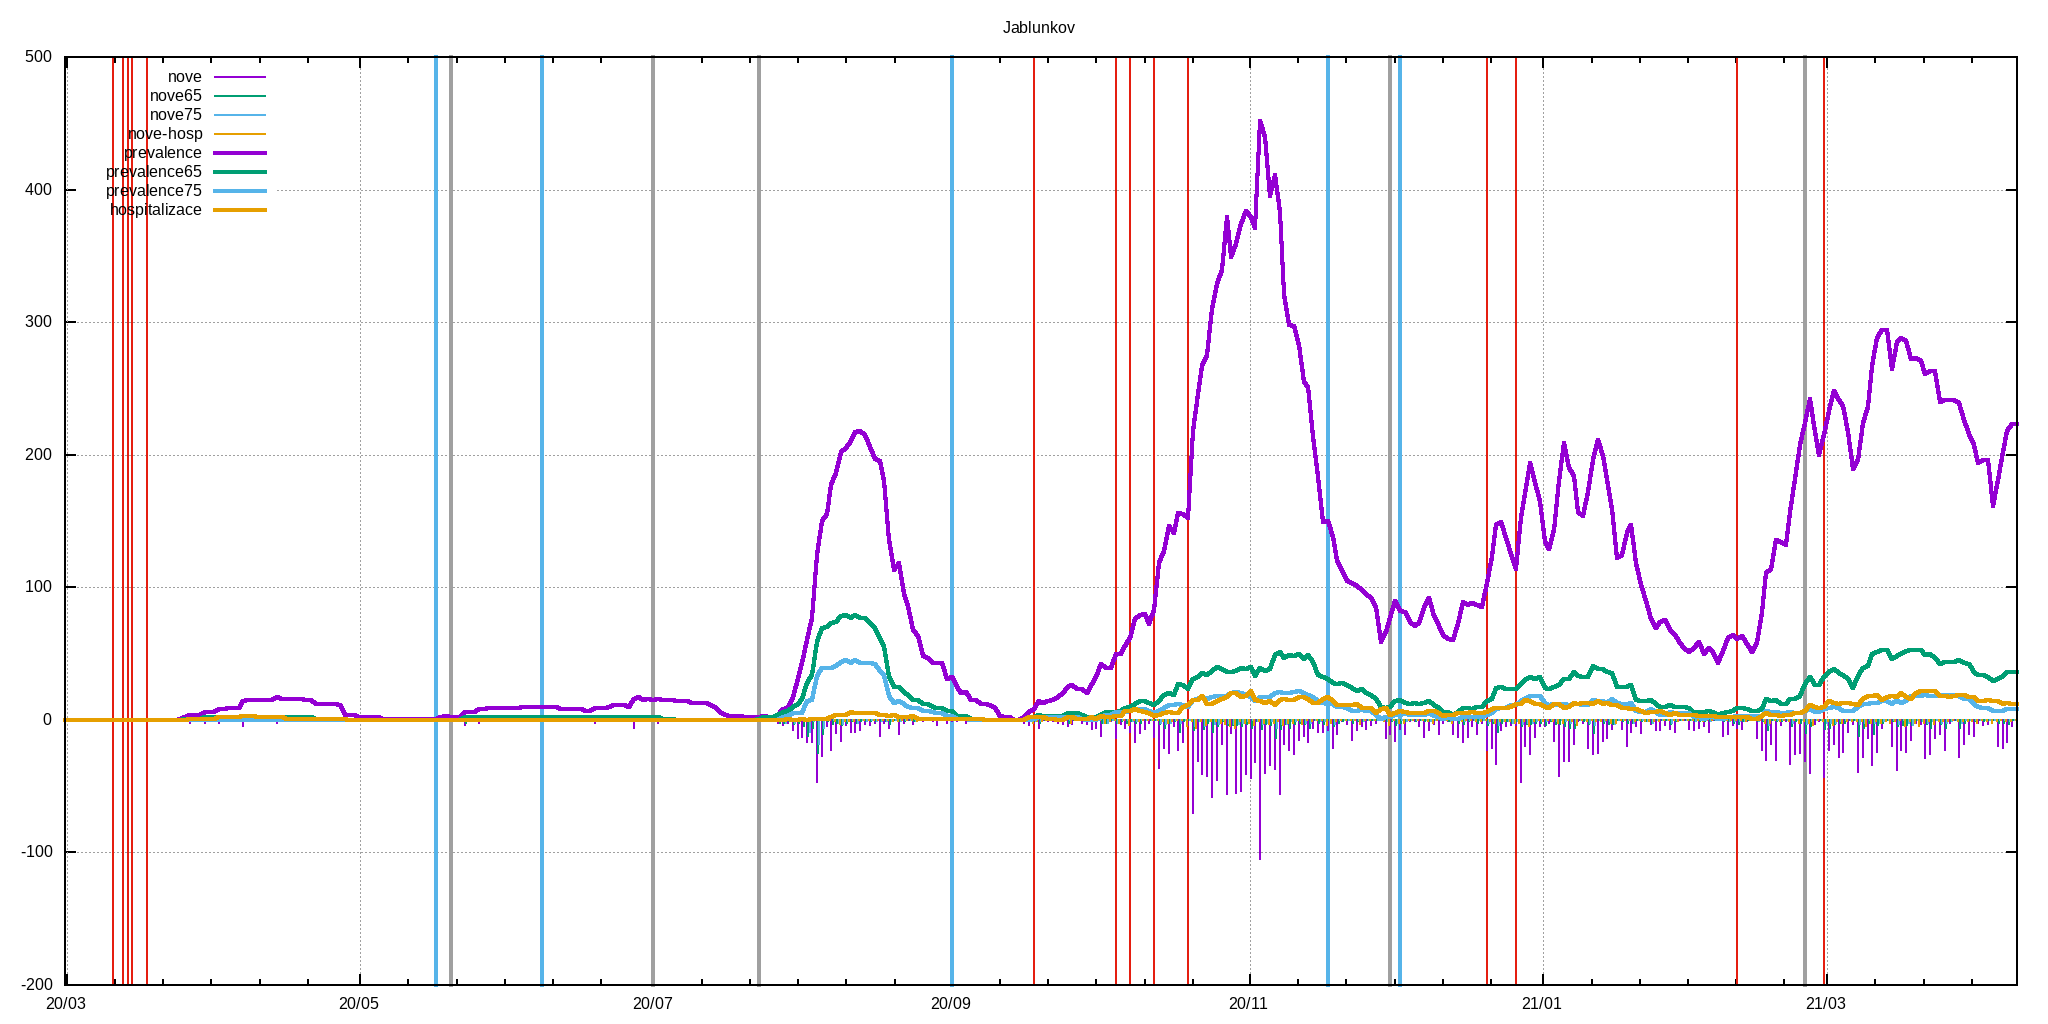 Jablunkov
500
400
300
200
100
0
-100
-200
nove
nove65
nove75
nove-hosp
prevalence
prevalence65
prevalence75
hospitalizace
20/03 20/05 20/07 20/09 20/11 21/01 21/03